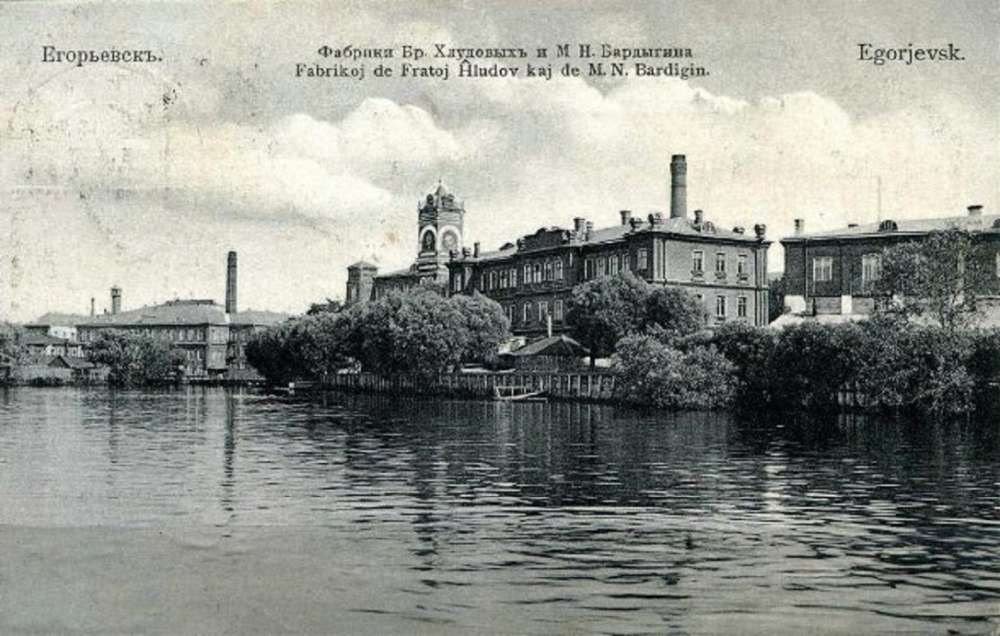 Егорьевскъ.
Фабрики Бр. Хлудовыхъ и М Н. Бардыгина
Fabrikoj de Fratoj Ĥludov kaj de M. N. Bardigin.
Egorjevsk.